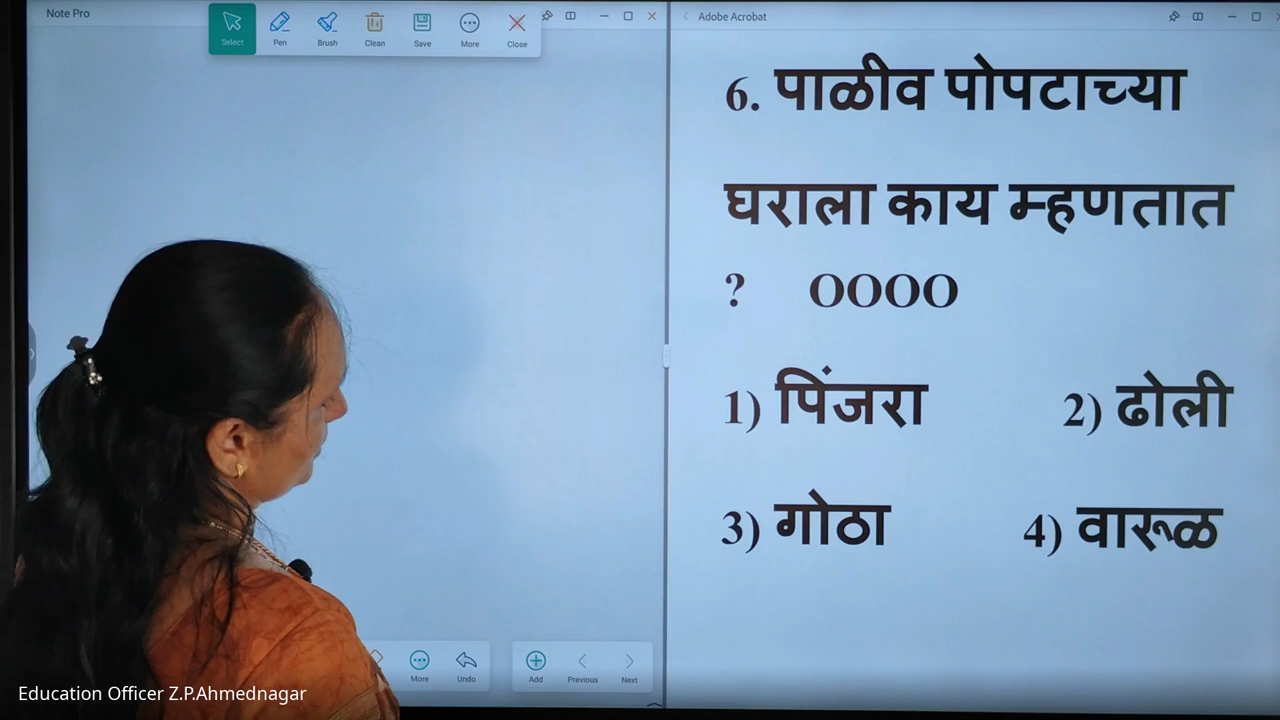 Note Pro
Select Pen Brush Clean Save More Close
Adobe Acrobat
6. पाळीव पोपटाच्या
घराला काय म्हणतात
? OOOO
1) पिंजरा 2) ढोली
3) गोठा 4) वारूळ
More Undo Add Previous Next
Education Officer Z.P.Ahmednagar